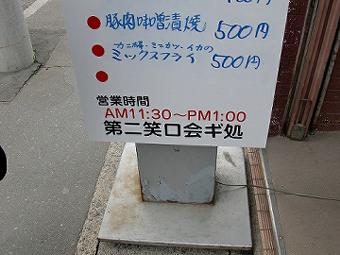 豚肉味噌漬焼 500円
カニ爪・ミニカツ・イカの
ミックスフライ 500円
営業時間
AM11:30～PM1:00
第二笑口会ギ処